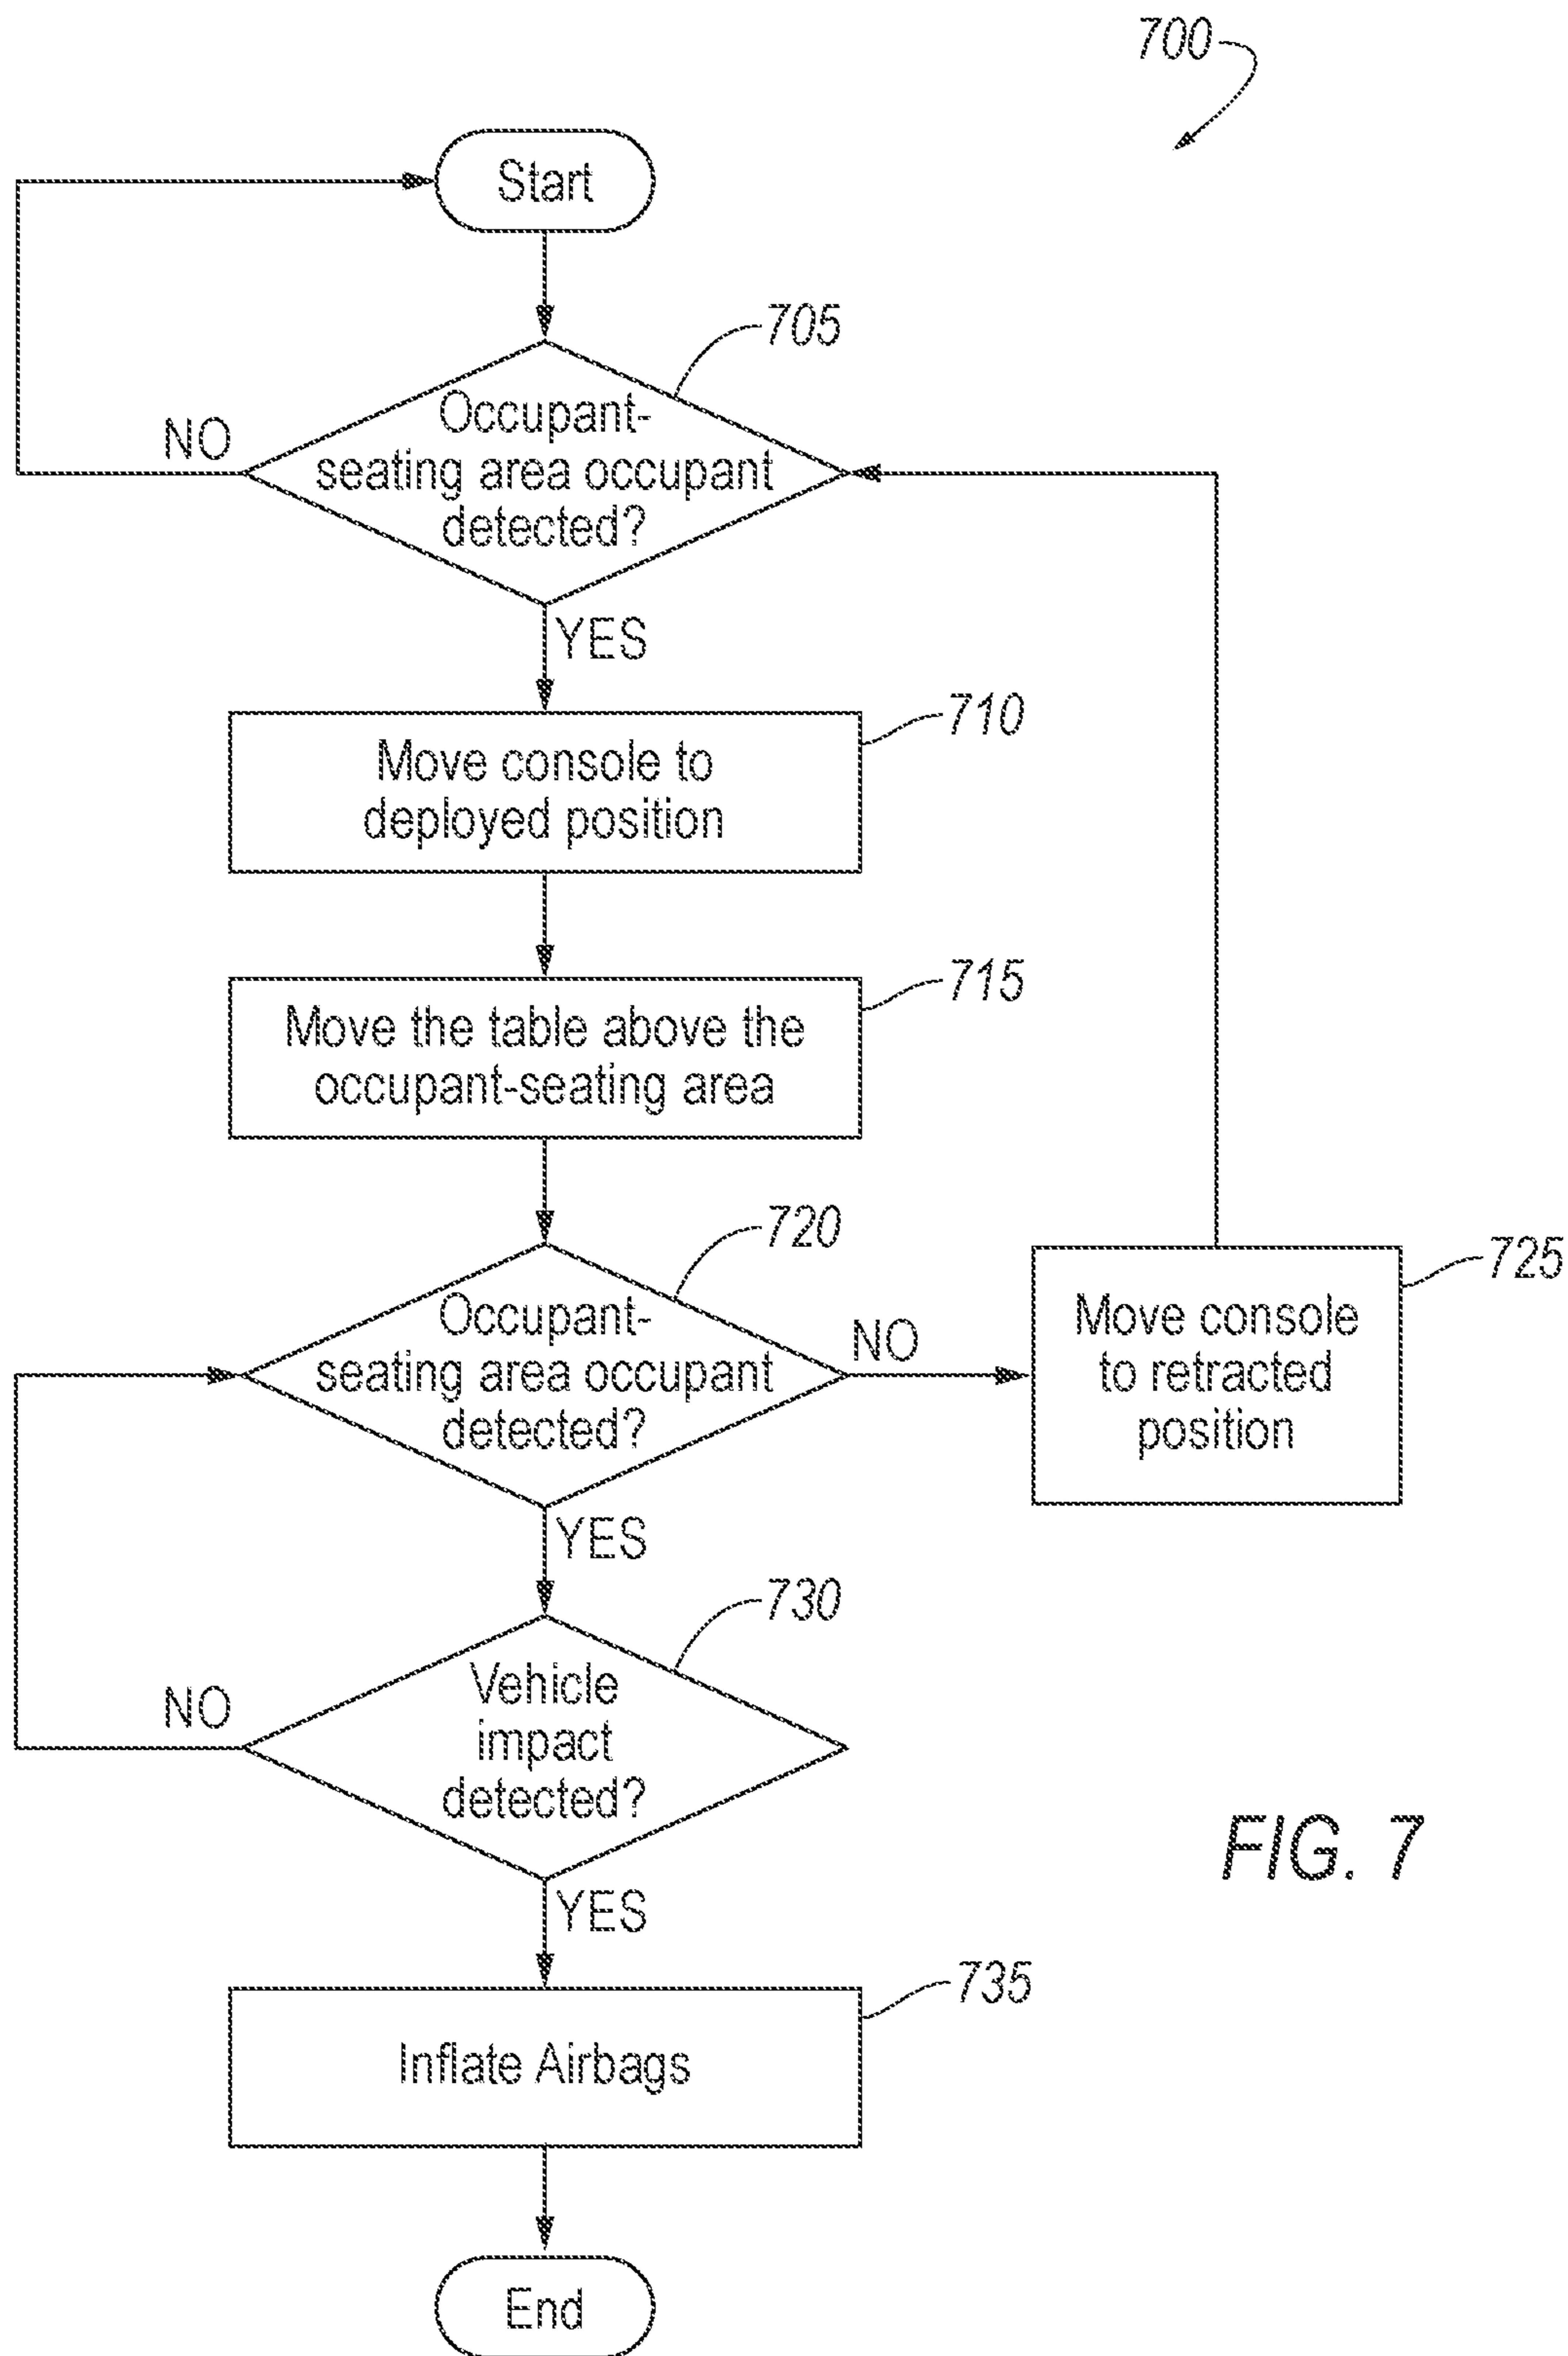 700
Start
705
Occupant-
seating area occupant
detected?
NO
YES
710
Move console to
deployed position
715
Move the table above the
occupant-seating area
720
Occupant-
seating area occupant
detected?
NO
725
Move console
to retracted
position
YES
730
Vehicle
impact
detected?
NO
YES
FIG. 7
735
Inflate Airbags
End